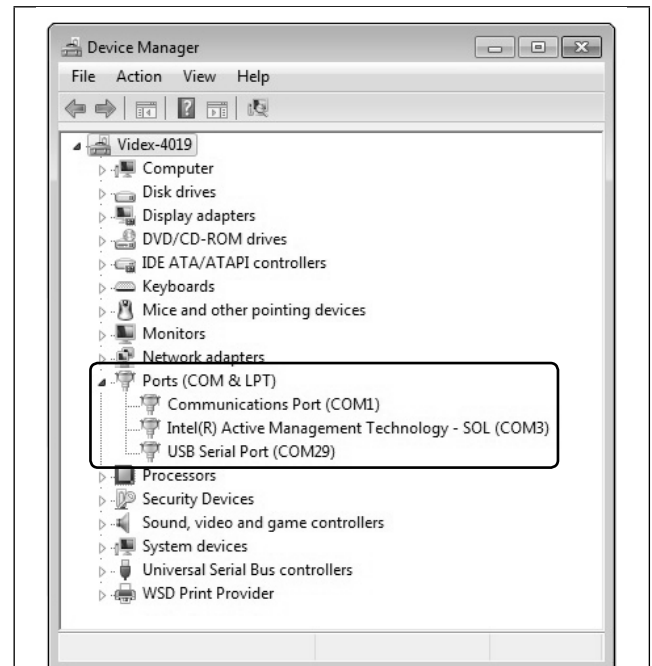 Device Manager
File Action View Help
Videx-4019
Computer
Disk drives
Display adapters
DVD/CD-ROM drives
IDE ATA/ATAPI controllers
Keyboards
Mice and other pointing devices
Monitors
Network adapters
Ports (COM & LPT)
Communications Port (COM1)
Intel(R) Active Management Technology - SOL (COM3)
USB Serial Port (COM29)
Processors
Security Devices
Sound, video and game controllers
System devices
Universal Serial Bus controllers
WSD Print Provider